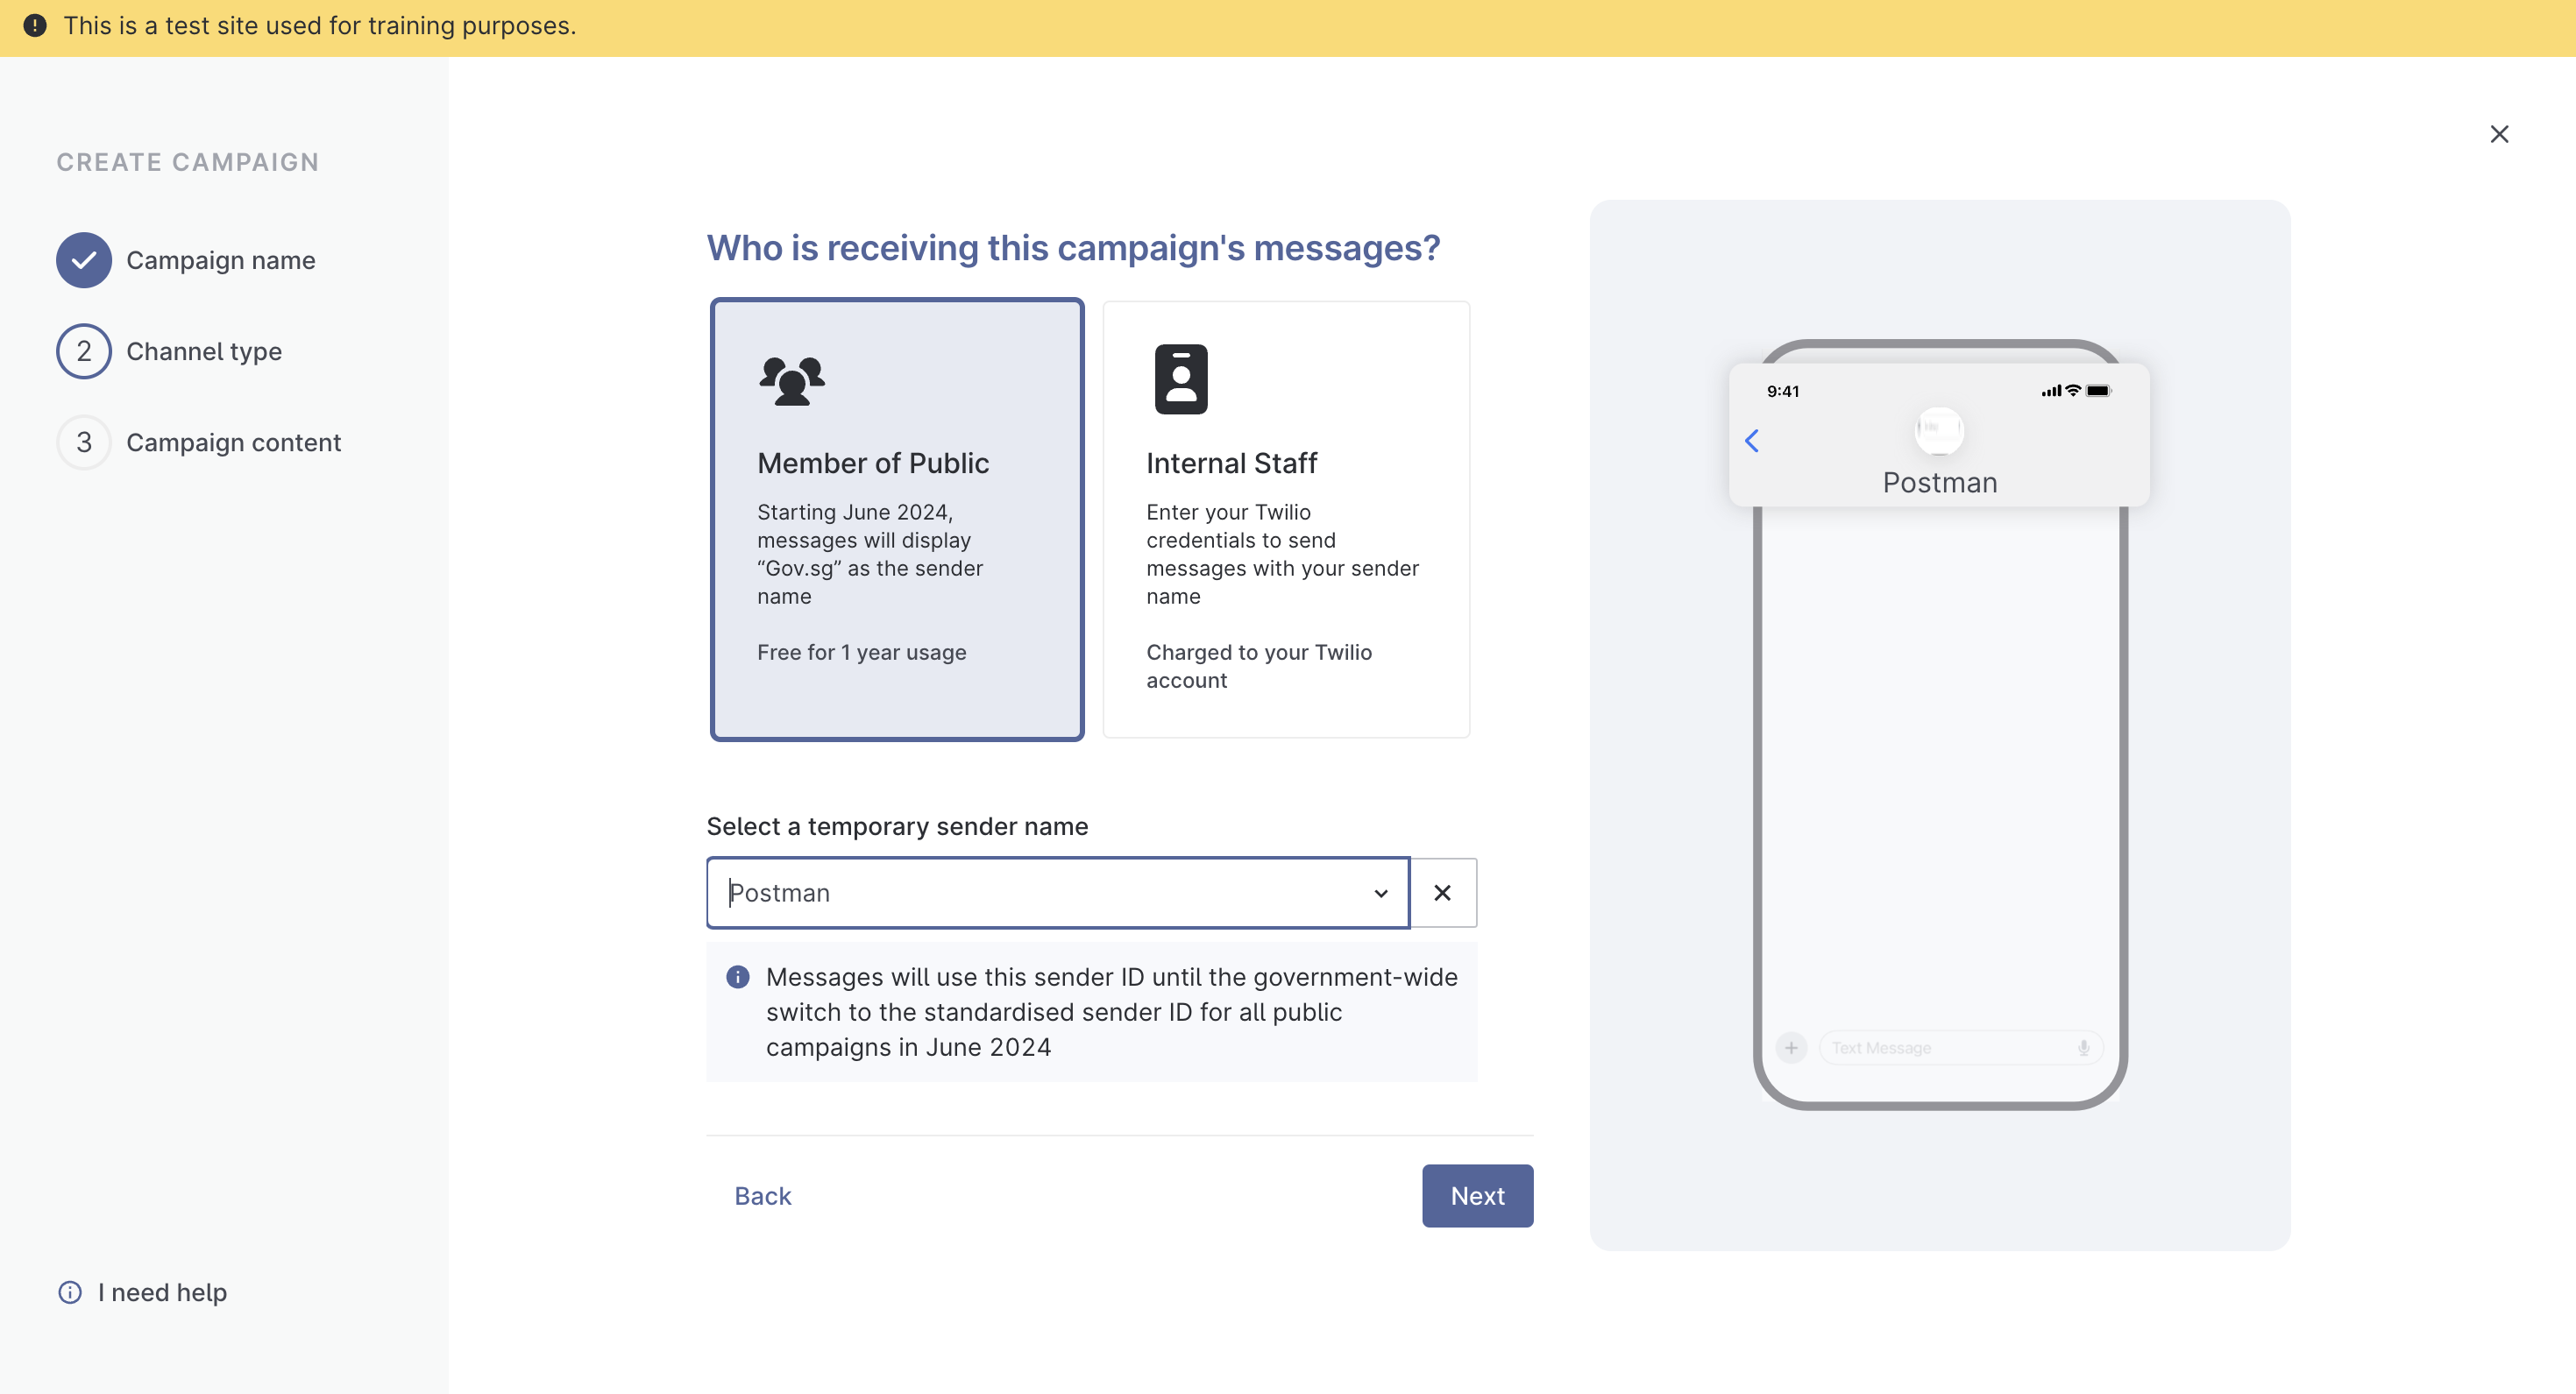 This is a test site used for training purposes.
CREATE CAMPAIGN
Campaign name
2 Channel type
3 Campaign content
I need help
Who is receiving this campaign's messages?
Member of Public
Starting June 2024,
messages will display
“Gov.sg” as the sender
name
Free for 1 year usage
Internal Staff
Enter your Twilio
credentials to send
messages with your sender
name
Charged to your Twilio
account
Select a temporary sender name
Postman
Messages will use this sender ID until the government-wide
switch to the standardised sender ID for all public
campaigns in June 2024
Back
Next
9:41
Postman
Text Message